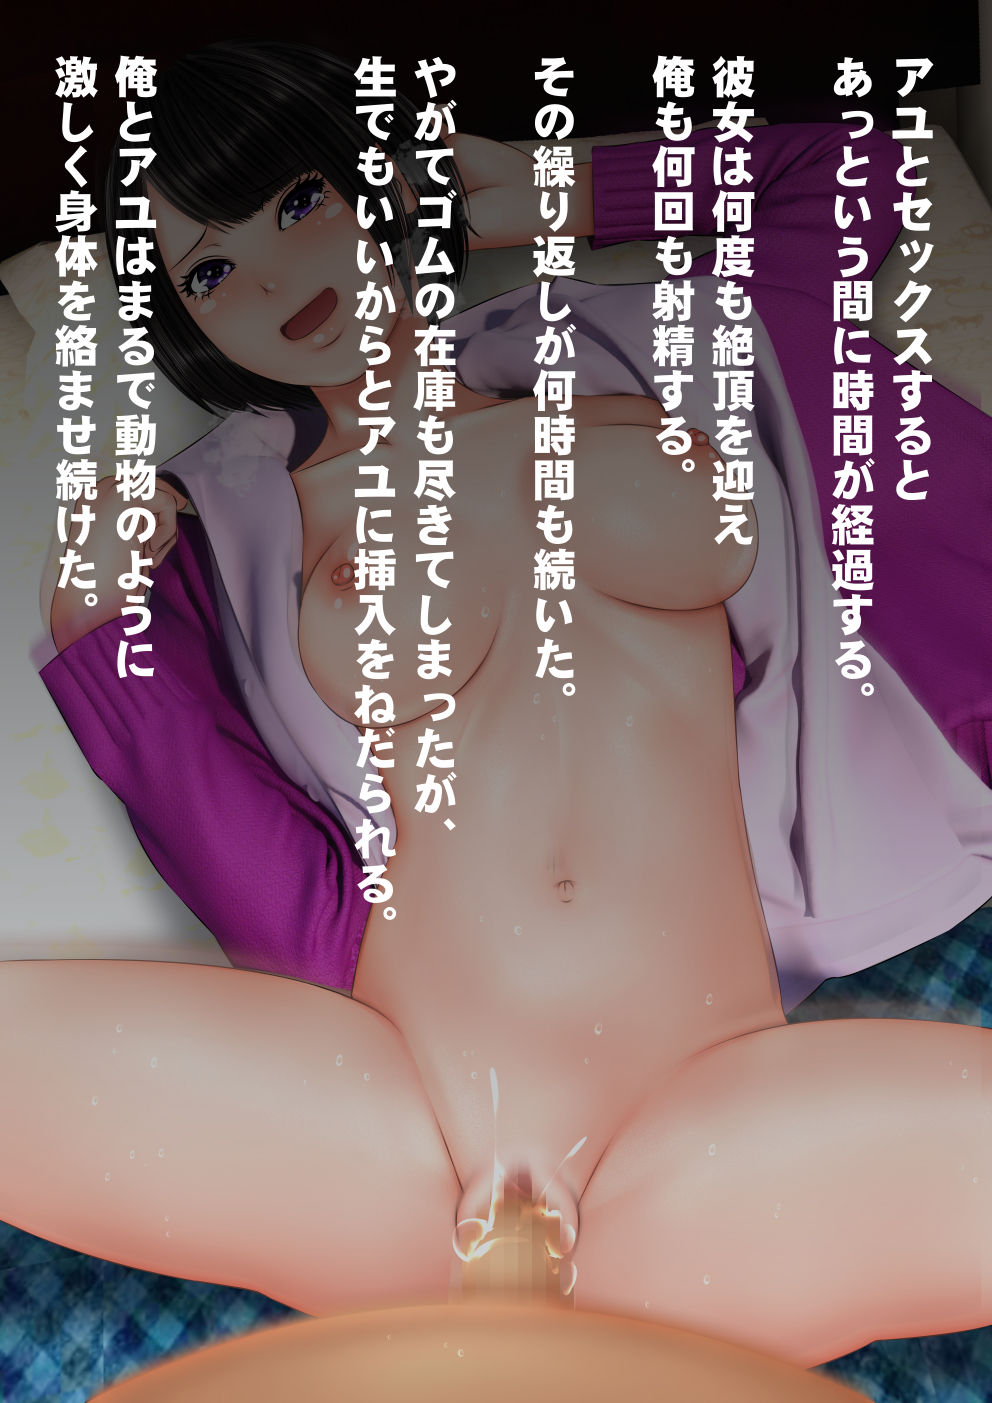 アユとセックスすると
あっという間に時間が経過する。
彼女は何度も絶頂を迎え
俺も何回も射精する。
その繰り返しが何時間も続いた。
やがてゴムの在庫も尽きてしまったが、
生でもいいからとアユに挿入をねだられる。
俺とアユはまるで動物のように
激しく身体を絡ませ続けた。